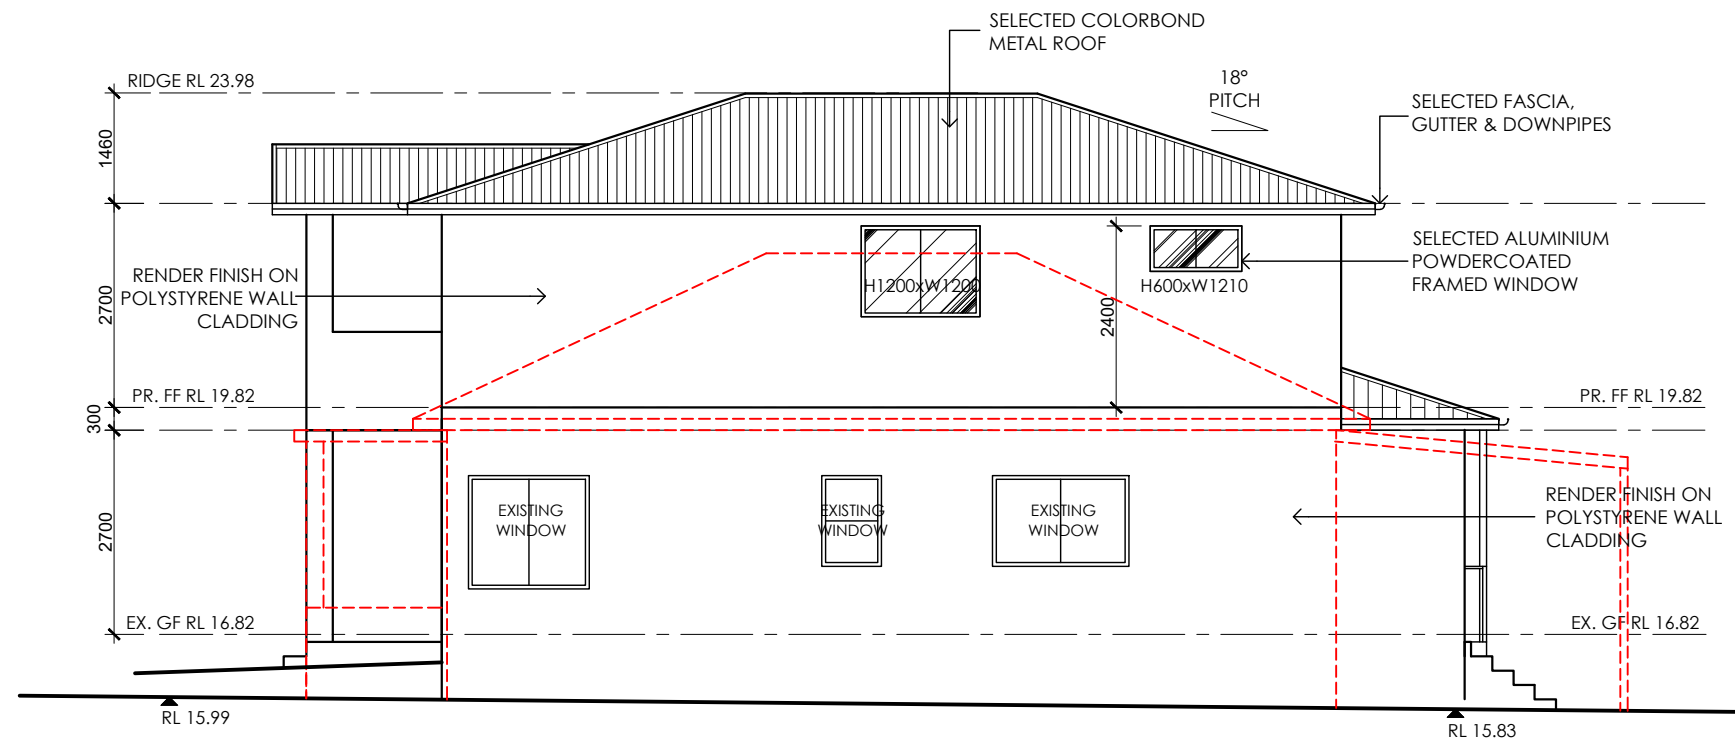 SELECTED COLORBOND
METAL ROOF
RIDGE RL 23.98
18°
PITCH
SELECTED FASCIA,
GUTTER & DOWNPIPES
1460
SELECTED ALUMINIUM
POWDERCOATED
FRAMED WINDOW
RENDER FINISH ON
POLYSTYRENE WALL
CLADDING
H1200xW1200
H600xW1210
2700
2400
PR. FF RL 19.82
PR. FF RL 19.82
300
EXISTING
WINDOW
EXISTING
WINDOW
EXISTING
WINDOW
RENDER FINISH ON
POLYSTYRENE WALL
CLADDING
2700
EX. GF RL 16.82
EX. GF RL 16.82
RL 15.99
RL 15.83